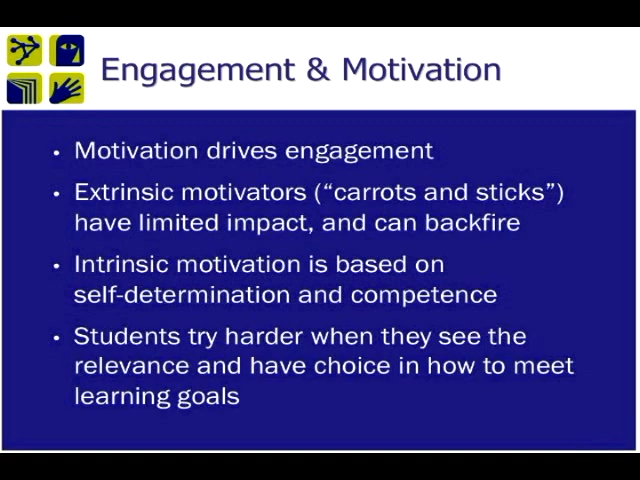 Engagement & Motivation
• Motivation drives engagement
• Extrinsic motivators (“carrots and sticks”)
have limited impact, and can backfire
• Intrinsic motivation is based on
self-determination and competence
• Students try harder when they see the
relevance and have choice in how to meet
learning goals